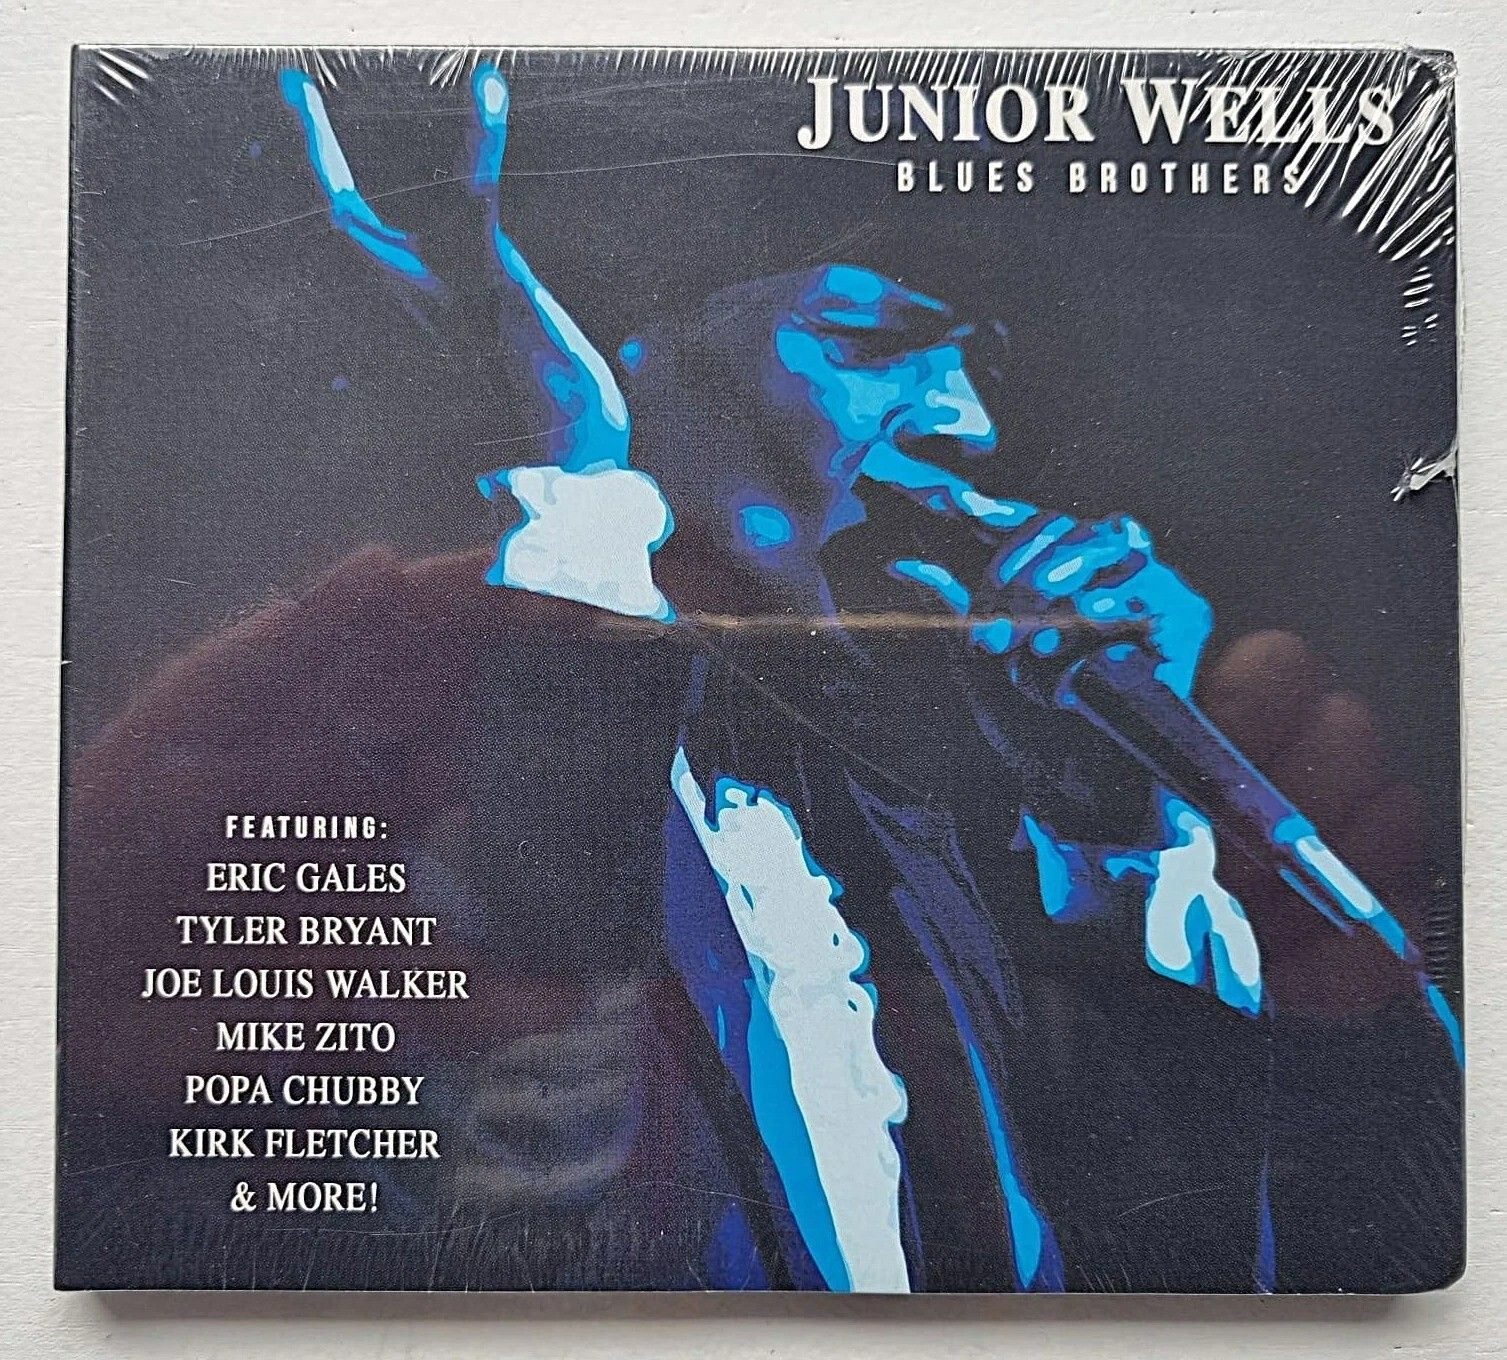 JUNIOR WELLS
BLUES BROTHERS
FEATURING:
ERIC GALES
TYLER BRYANT
JOE LOUIS WALKER
MIKE ZITO
POPA CHUBBY
KIRK FLETCHER
& MORE!